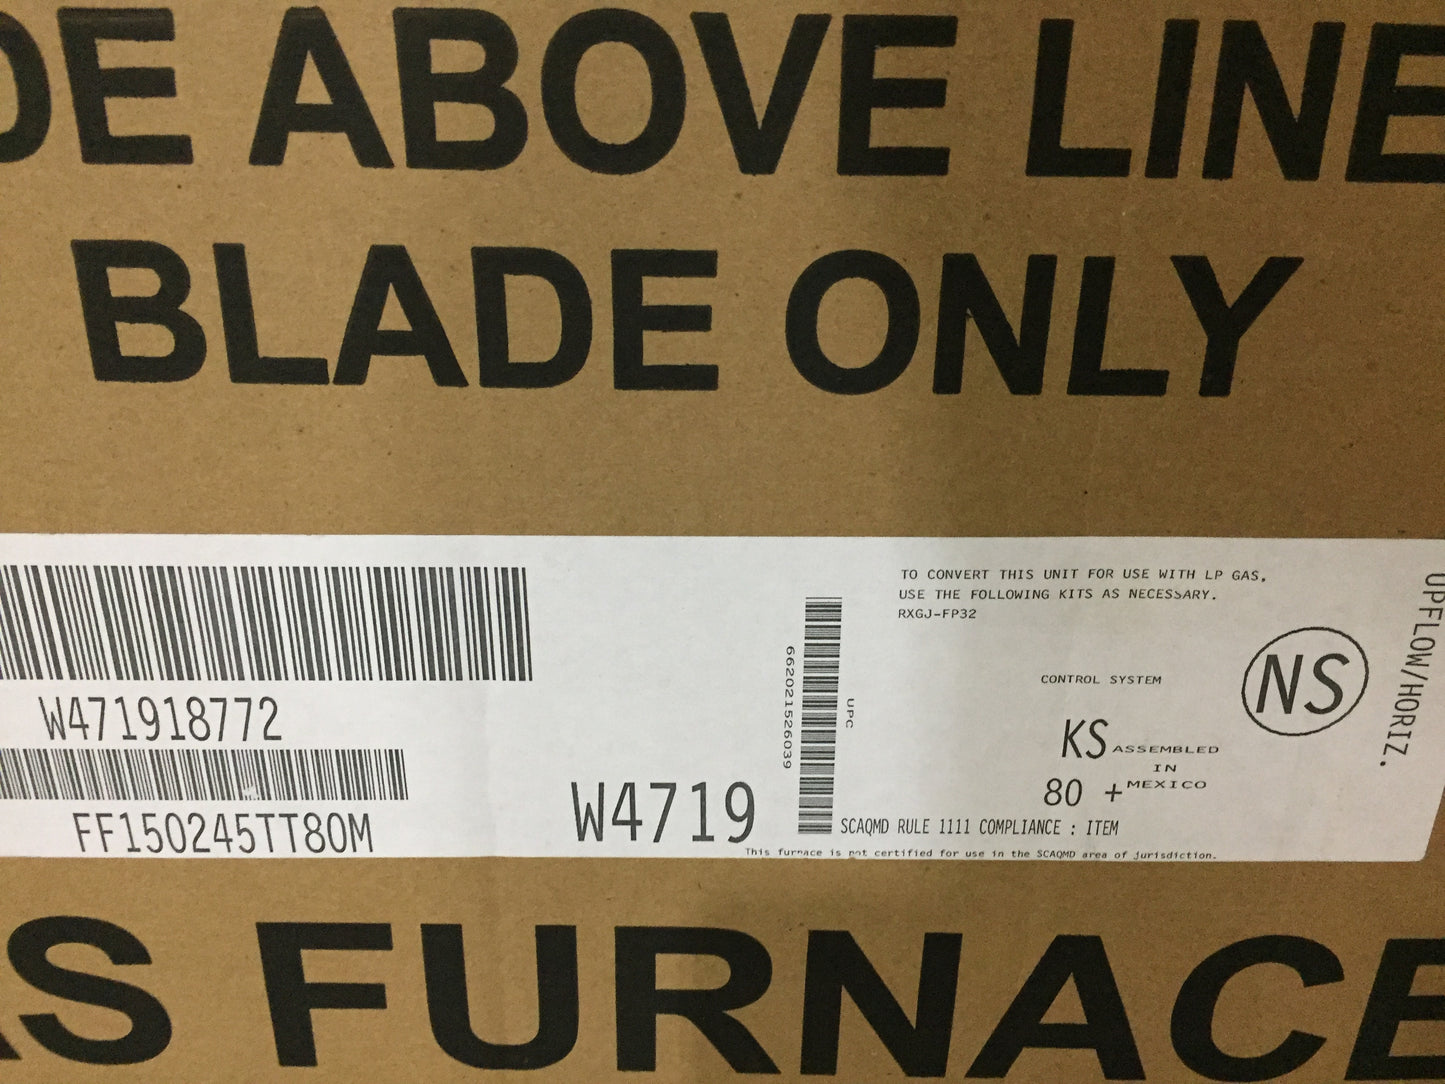 DE ABOVE LINE
BLADE ONLY
W471918772
FF150245TT80M
W4719
662021526039
UPC
TO CONVERT THIS UNIT FOR USE WITH LP GAS,
USE THE FOLLOWING KITS AS NECESSARY.
RXGJ-FP32
CONTROL SYSTEM
KS ASSEMBLED
IN
80 + MEXICO
NS
UPFLOW/HORIZ.
SCAQMD RULE 1111 COMPLIANCE : ITEM
This furnace is not certified for use in the SCAQMD area of jurisdiction.
AS FURNACE